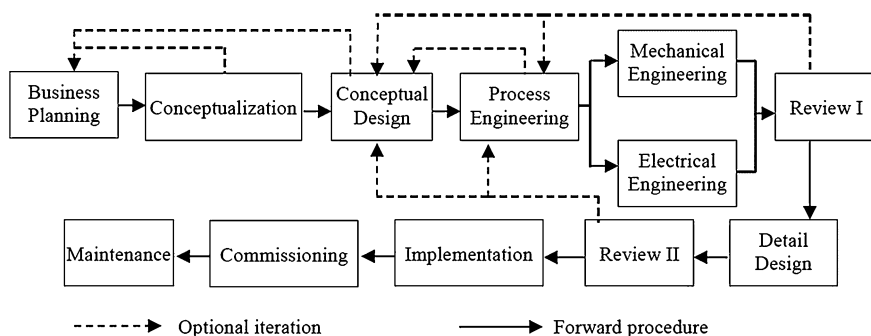 Business
Planning
Conceptualization
Conceptual
Design
Process
Engineering
Mechanical
Engineering
Electrical
Engineering
Review I
Maintenance
Commissioning
Implementation
Review II
Detail
Design
Optional iteration
Forward procedure